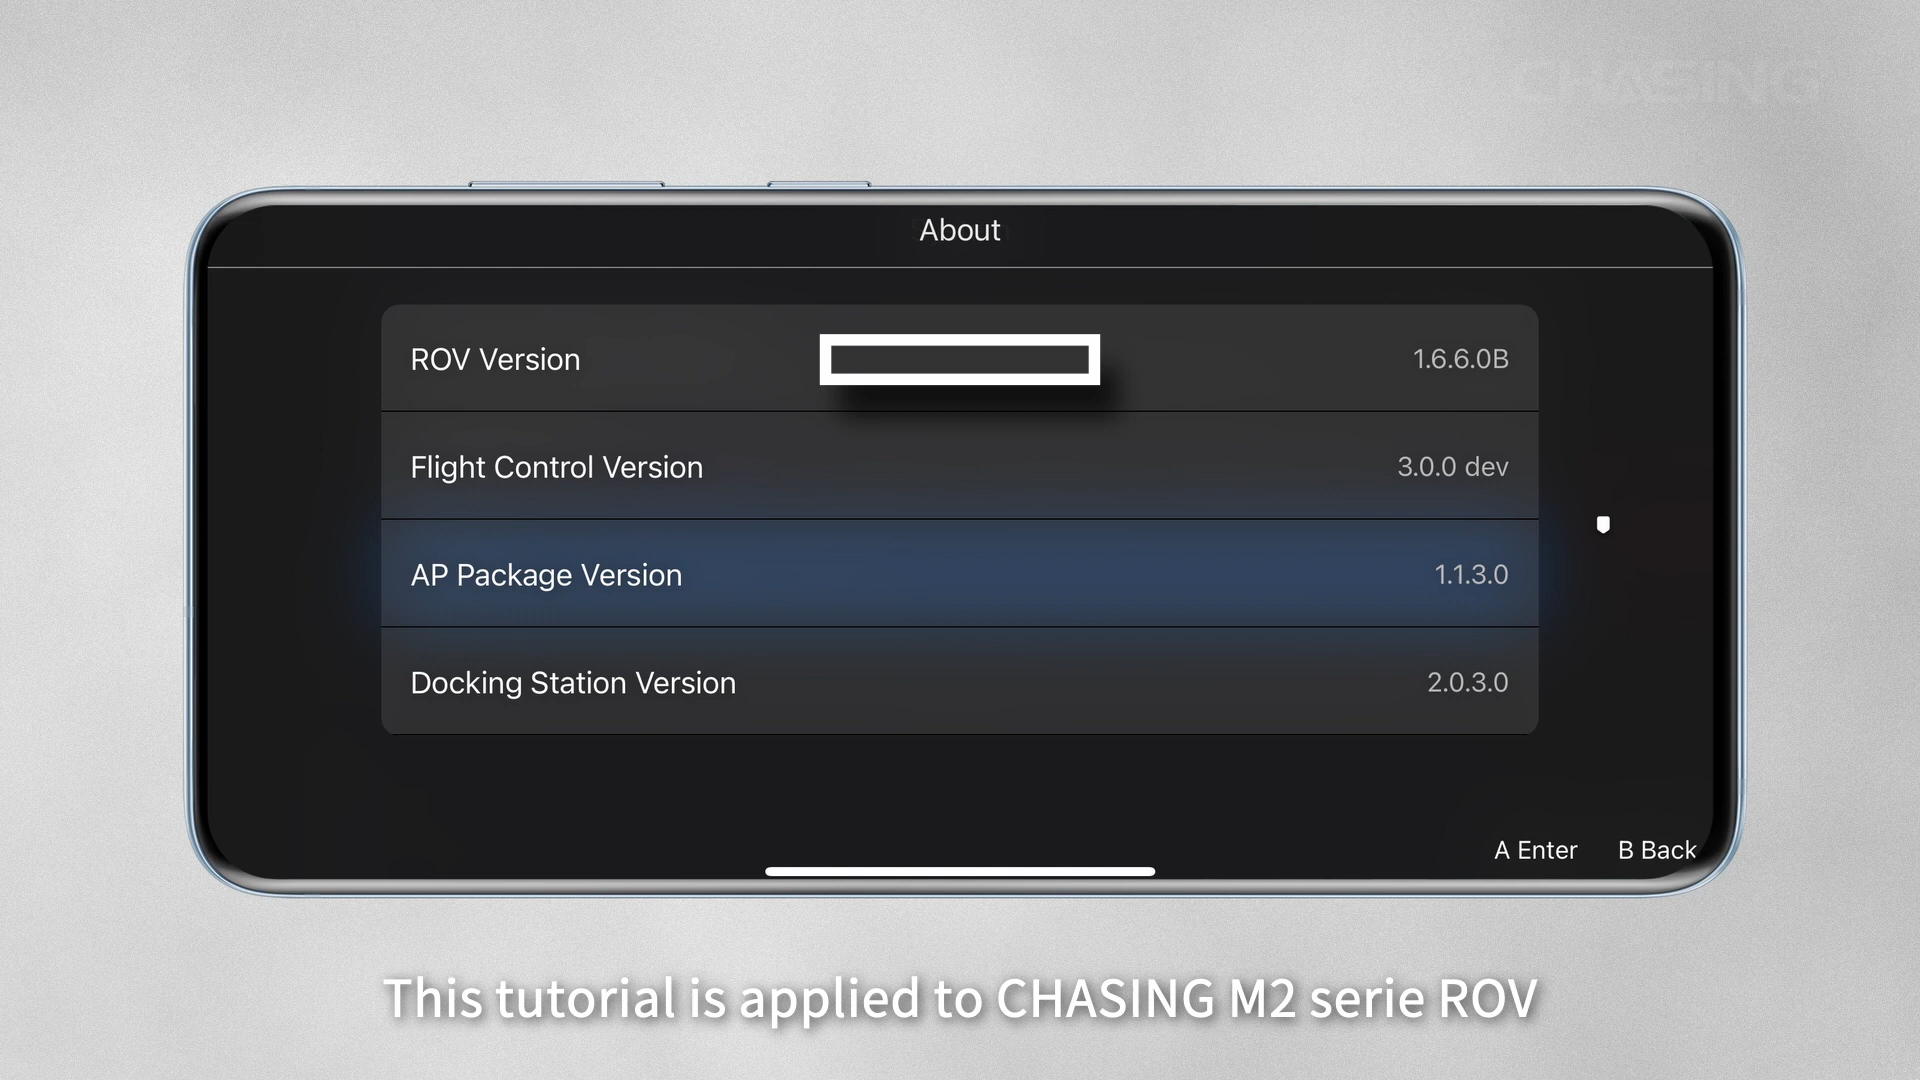 CHASING
About
ROV Version 1.6.6.0B
Flight Control Version 3.0.0 dev
AP Package Version 1.1.3.0
Docking Station Version 2.0.3.0
A Enter B Back
This tutorial is applied to CHASING M2 serie ROV